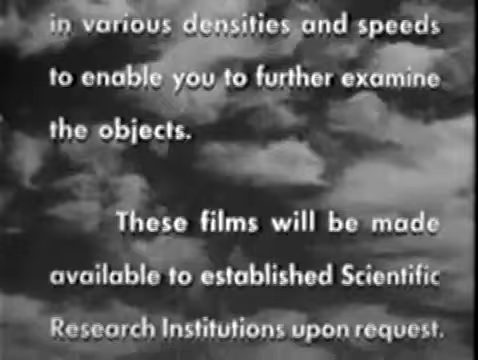 in various densities and speeds
to enable you to further examine
the objects.
These films will be made
available to established Scientific
Research Institutions upon request.